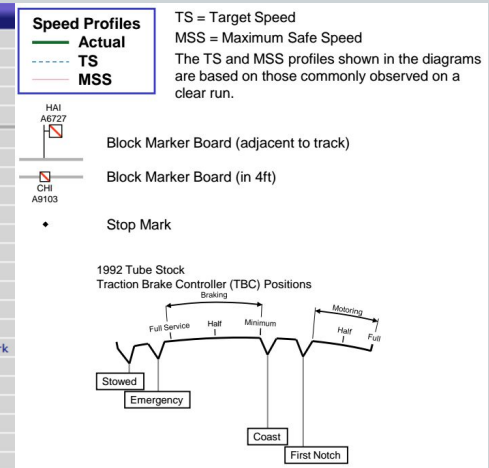 Speed Profiles
Actual
TS
MSS
TS = Target Speed
MSS = Maximum Safe Speed
The TS and MSS profiles shown in the diagrams
are based on those commonly observed on a
clear run.
HAI
A6727
Block Marker Board (adjacent to track)
Block Marker Board (in 4ft)
CHI
A9103
Stop Mark
1992 Tube Stock
Traction Brake Controller (TBC) Positions
Braking
Motoring
Full Service
Half
Minimum
Half
Full
Stowed
Emergency
Coast
First Notch